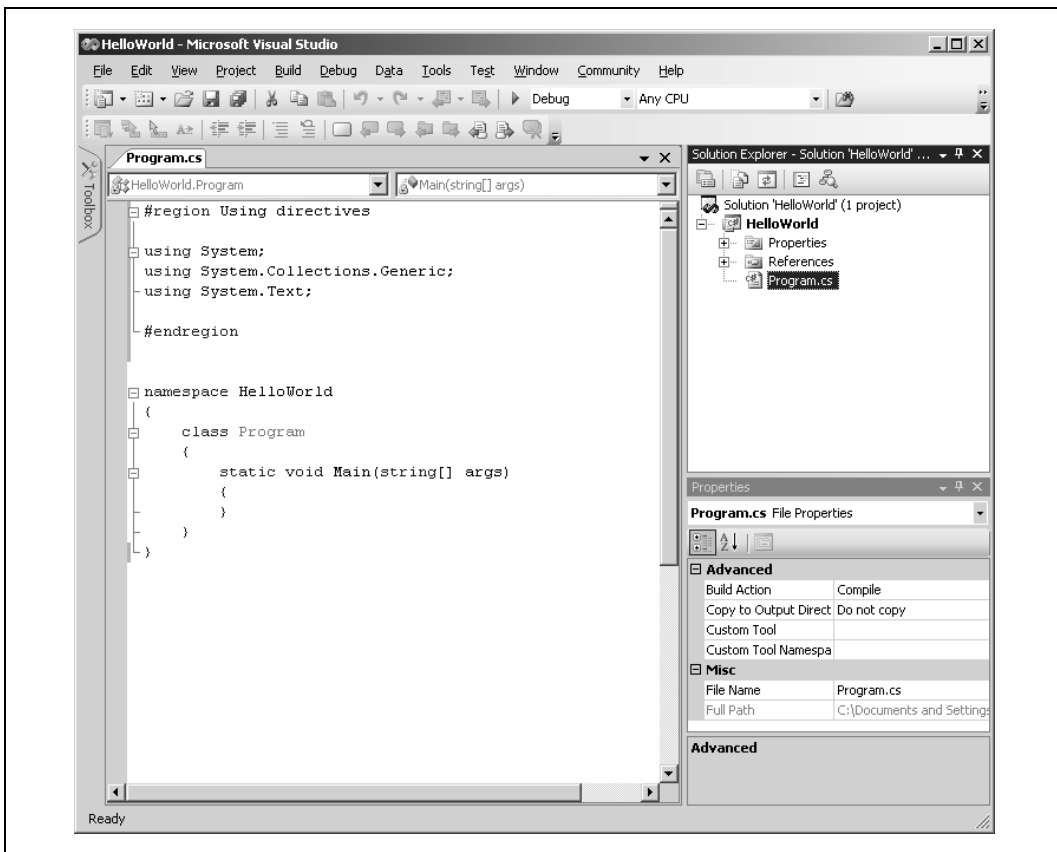 HelloWorld - Microsoft Visual Studio
File Edit View Project Build Debug Data Tools Test Window Community Help
Debug Any CPU
Toolbox
Program.cs
HelloWorld.Program Main(string[] args)
#region Using directives
using System;
using System.Collections.Generic;
using System.Text;
#endregion
namespace HelloWorld
{
class Program
{
static void Main(string[] args)
{
}
}
}
Solution Explorer - Solution 'HelloWorld' ...
Solution 'HelloWorld' (1 project)
HelloWorld
Properties
References
Program.cs
Properties
Program.cs File Properties
Advanced
Build Action Compile
Copy to Output Direct Do not copy
Custom Tool
Custom Tool Namespa
Misc
File Name Program.cs
Full Path C:\Documents and Settings
Advanced
Ready